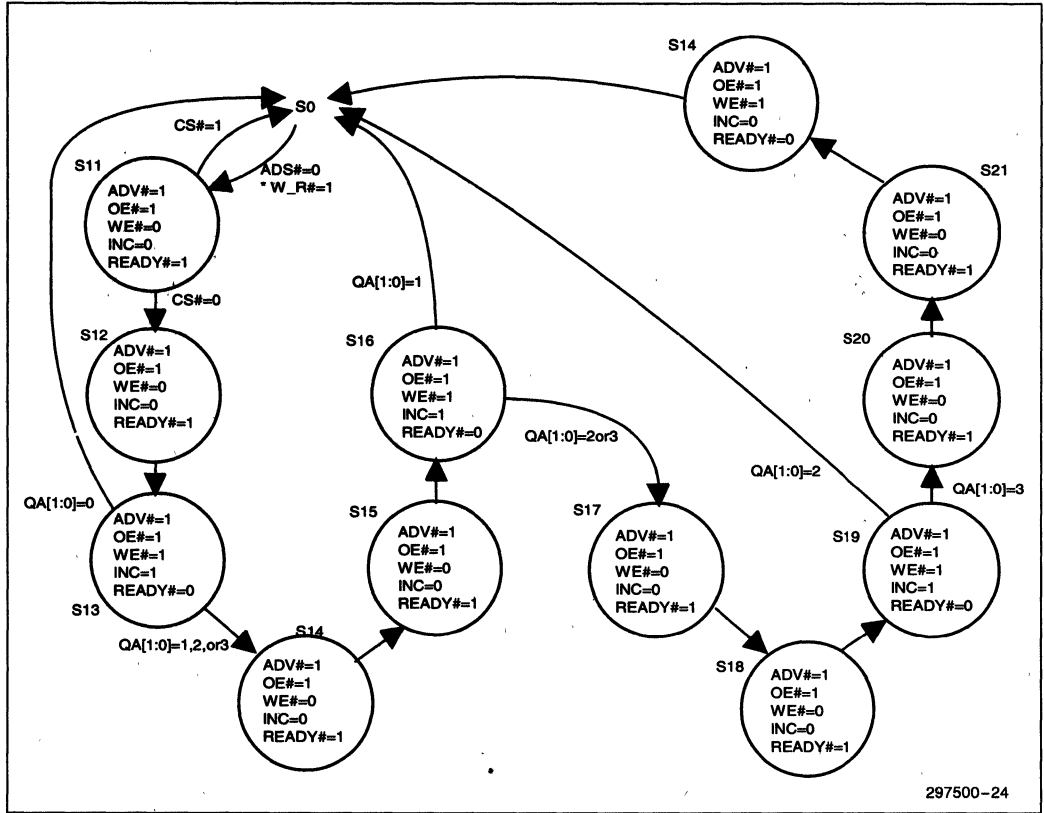 S0
CS#=1
ADS#=0
* W_R#=1
S11
ADV#=1
OE#=1
WE#=0
INC=0
READY#=1
CS#=0
S12
ADV#=1
OE#=1
WE#=0
INC=0
READY#=1
QA[1:0]=0
ADV#=1
OE#=1
WE#=1
INC=1
READY#=0
S13
QA[1:0]=1,2,or3
S14
ADV#=1
OE#=1
WE#=0
INC=0
READY#=1
S15
ADV#=1
OE#=1
WE#=0
INC=0
READY#=1
S16
ADV#=1
OE#=1
WE#=1
INC=1
READY#=0
QA[1:0]=1
QA[1:0]=2or3
S17
ADV#=1
OE#=1
WE#=0
INC=0
READY#=1
S18
ADV#=1
OE#=1
WE#=0
INC=0
READY#=1
S19
ADV#=1
OE#=1
WE#=1
INC=1
READY#=0
QA[1:0]=2
QA[1:0]=3
S20
ADV#=1
OE#=1
WE#=0
INC=0
READY#=1
S21
ADV#=1
OE#=1
WE#=0
INC=0
READY#=1
S14
ADV#=1
OE#=1
WE#=1
INC=0
READY#=0
297500-24